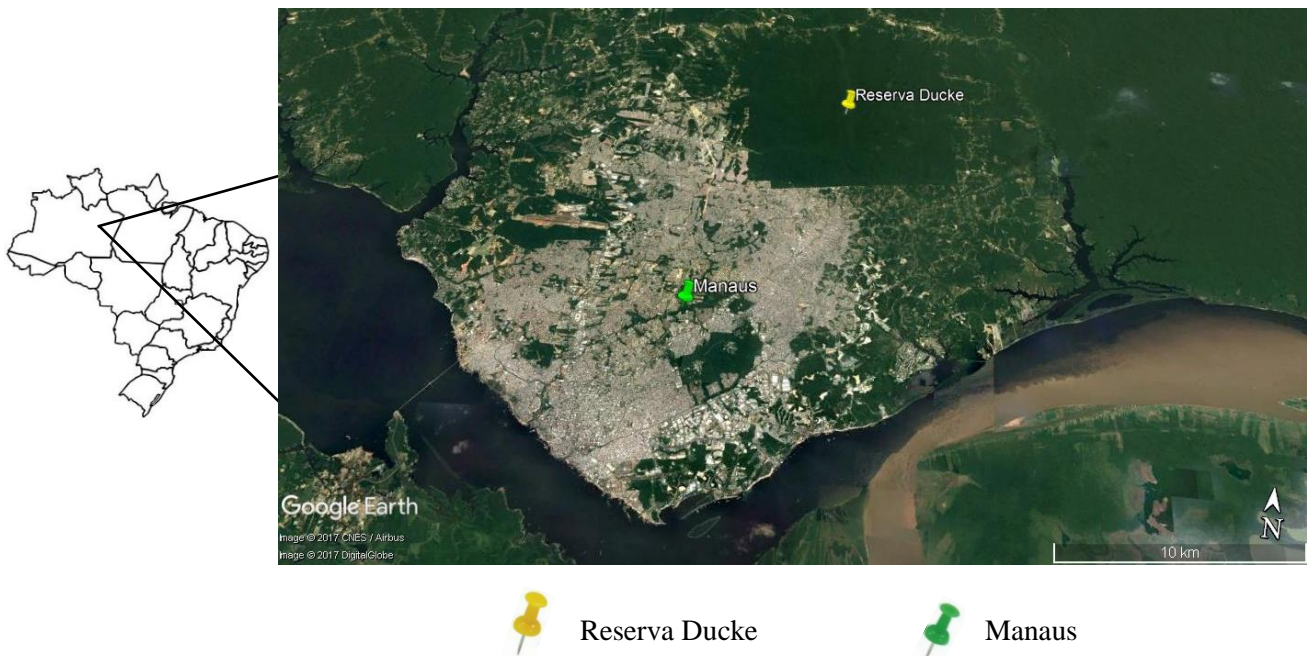 Reserva Ducke
Manaus
Google Earth
Image © 2017 CNES / Airbus
Image © 2017 DigitalGlobe
N
10 km
Reserva Ducke
Manaus